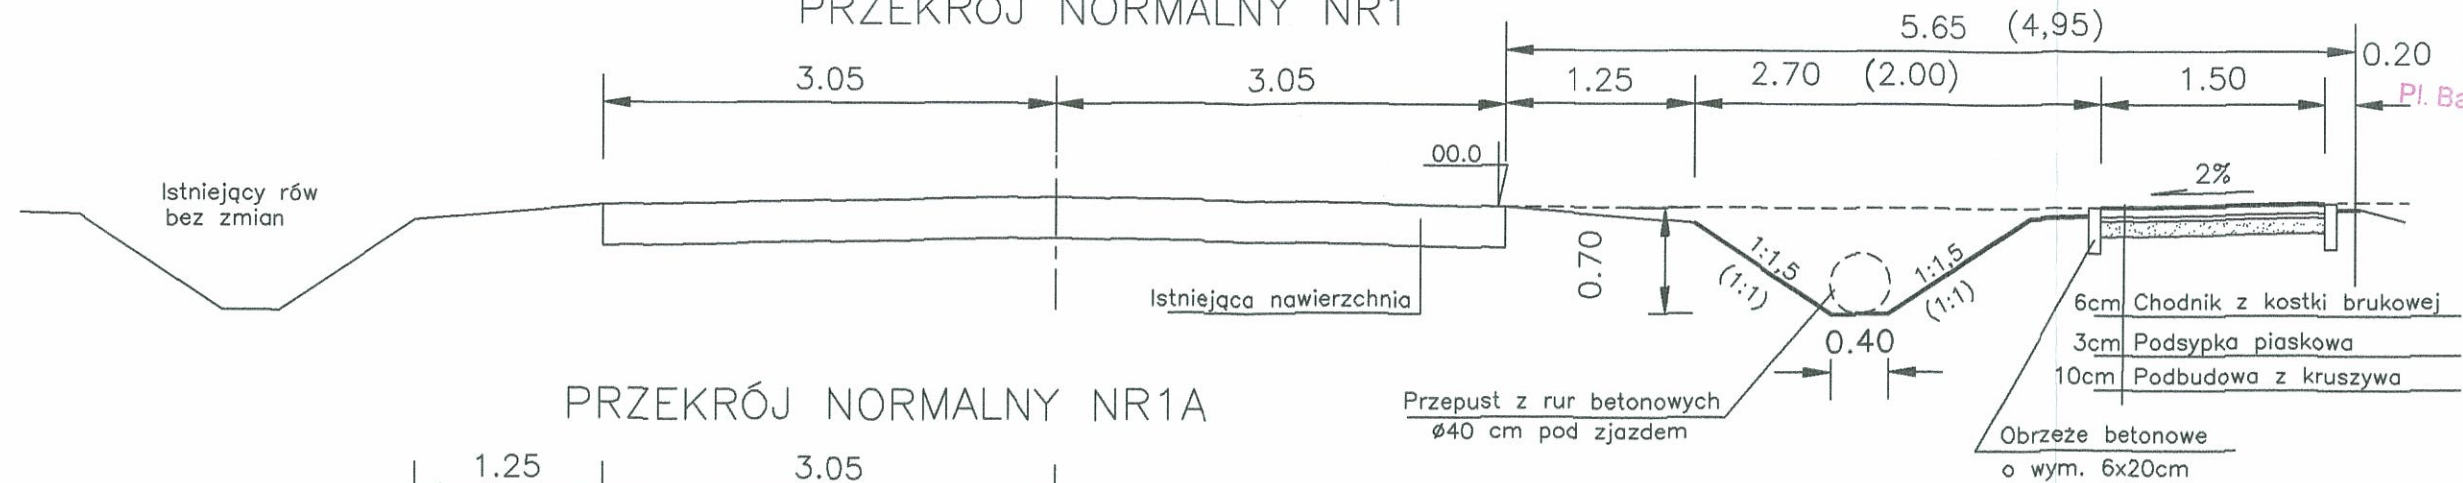 PRZEKRÓJ NORMALNY NR1
5.65 (4,95)
0.20
3.05
3.05
1.25
2.70 (2.00)
1.50
Pl. Ba
00.0
2%
Istniejący rów
bez zmian
1:1,5
(1:1)
1:1,5
(1:1)
0.70
Istniejąca nawierzchnia
6cm Chodnik z kostki brukowej
0.40
3cm Podsypka piaskowa
10cm Podbudowa z kruszywa
PRZEKRÓJ NORMALNY NR1A
Przepust z rur betonowych
ø40 cm pod zjazdem
Obrzeże betonowe
o wym. 6x20cm
1.25
3.05